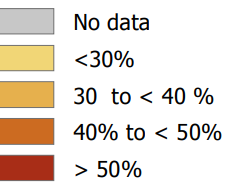 No data
<30%
30 to < 40 %
40% to < 50%
> 50%